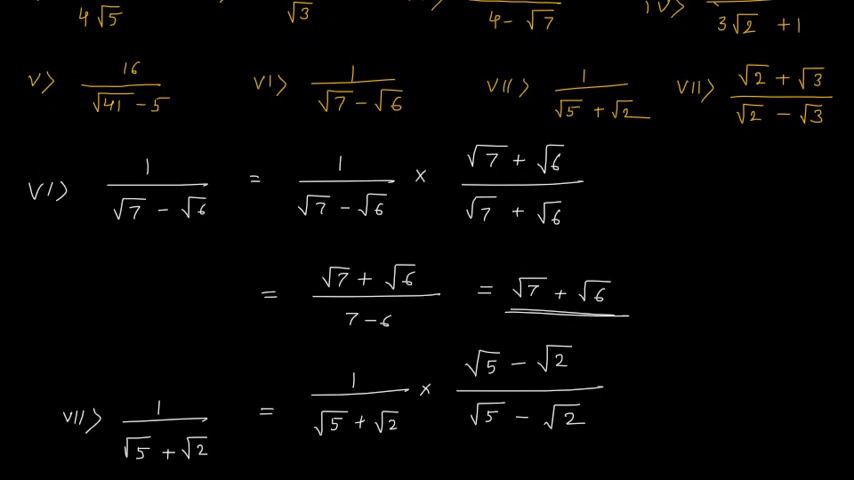 4√5 √3 4 - √7 3√2 + 1
V> 16/(√41 - 5) VI> 1/(√7 - √6) VII> 1/(√5 + √2) VII> (√2 + √3)/(√2 - √3)
VI> 1/(√7 - √6) = 1/(√7 - √6) × (√7 + √6)/(√7 + √6)
= (√7 + √6)/(7 - 6) = √7 + √6
VII> 1/(√5 + √2) = 1/(√5 + √2) × (√5 - √2)/(√5 - √2)